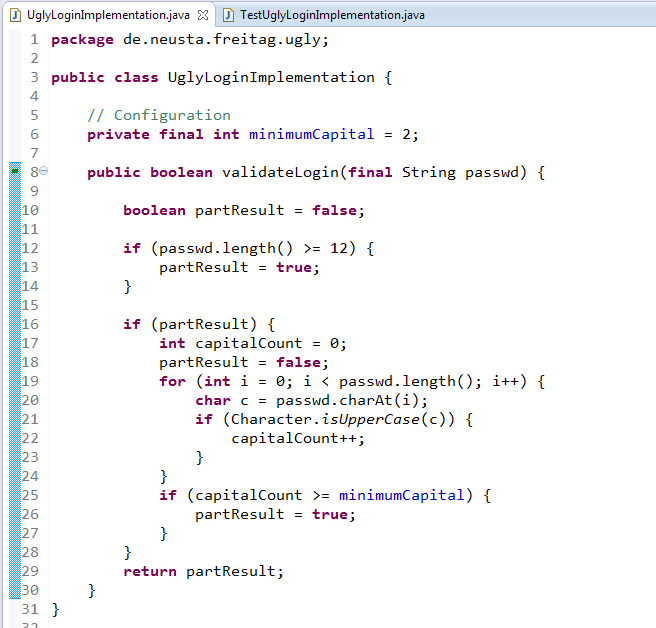 UglyLoginImplementation.java TestUglyLoginImplementation.java
1 package de.neusta.freitag.ugly;
2
3 public class UglyLoginImplementation {
4
5     // Configuration
6     private final int minimumCapital = 2;
7
8     public boolean validateLogin(final String passwd) {
9
10         boolean partResult = false;
11
12         if (passwd.length() >= 12) {
13             partResult = true;
14         }
15
16         if (partResult) {
17             int capitalCount = 0;
18             partResult = false;
19             for (int i = 0; i < passwd.length(); i++) {
20                 char c = passwd.charAt(i);
21                 if (Character.isUpperCase(c)) {
22                     capitalCount++;
23                 }
24             }
25             if (capitalCount >= minimumCapital) {
26                 partResult = true;
27             }
28         }
29         return partResult;
30     }
31 }
32